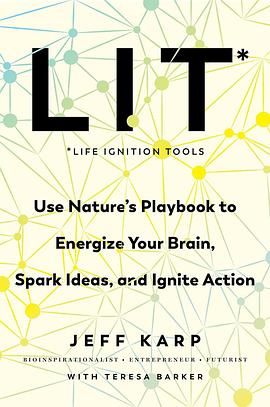 LIT*
*LIFE IGNITION TOOLS
Use Nature's Playbook to
Energize Your Brain,
Spark Ideas, and Ignite Action
JEFF KARP
BIOINSPIRATIONALIST • ENTREPRENEUR • FUTURIST
WITH TERESA BARKER